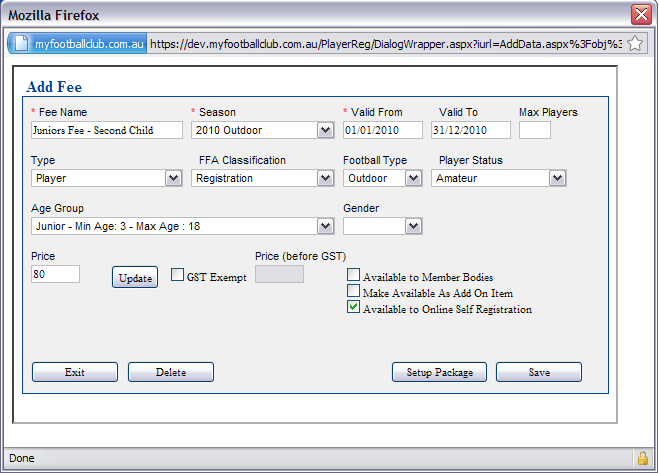 Mozilla Firefox
myfootballclub.com.au https://dev.myfootballclub.com.au/PlayerReg/DialogWrapper.aspx?iurl=AddData.aspx%3Fobj%3
Add Fee
* Fee Name * Season * Valid From Valid To Max Players
Juniors Fee - Second Child 2010 Outdoor 01/01/2010 31/12/2010
Type FFA Classification Football Type Player Status
Player Registration Outdoor Amateur
Age Group Gender
Junior - Min Age: 3 - Max Age : 18
Price Price (before GST)
80 Update GST Exempt Available to Member Bodies
Make Available As Add On Item
Available to Online Self Registration
Exit Delete Setup Package Save
Done